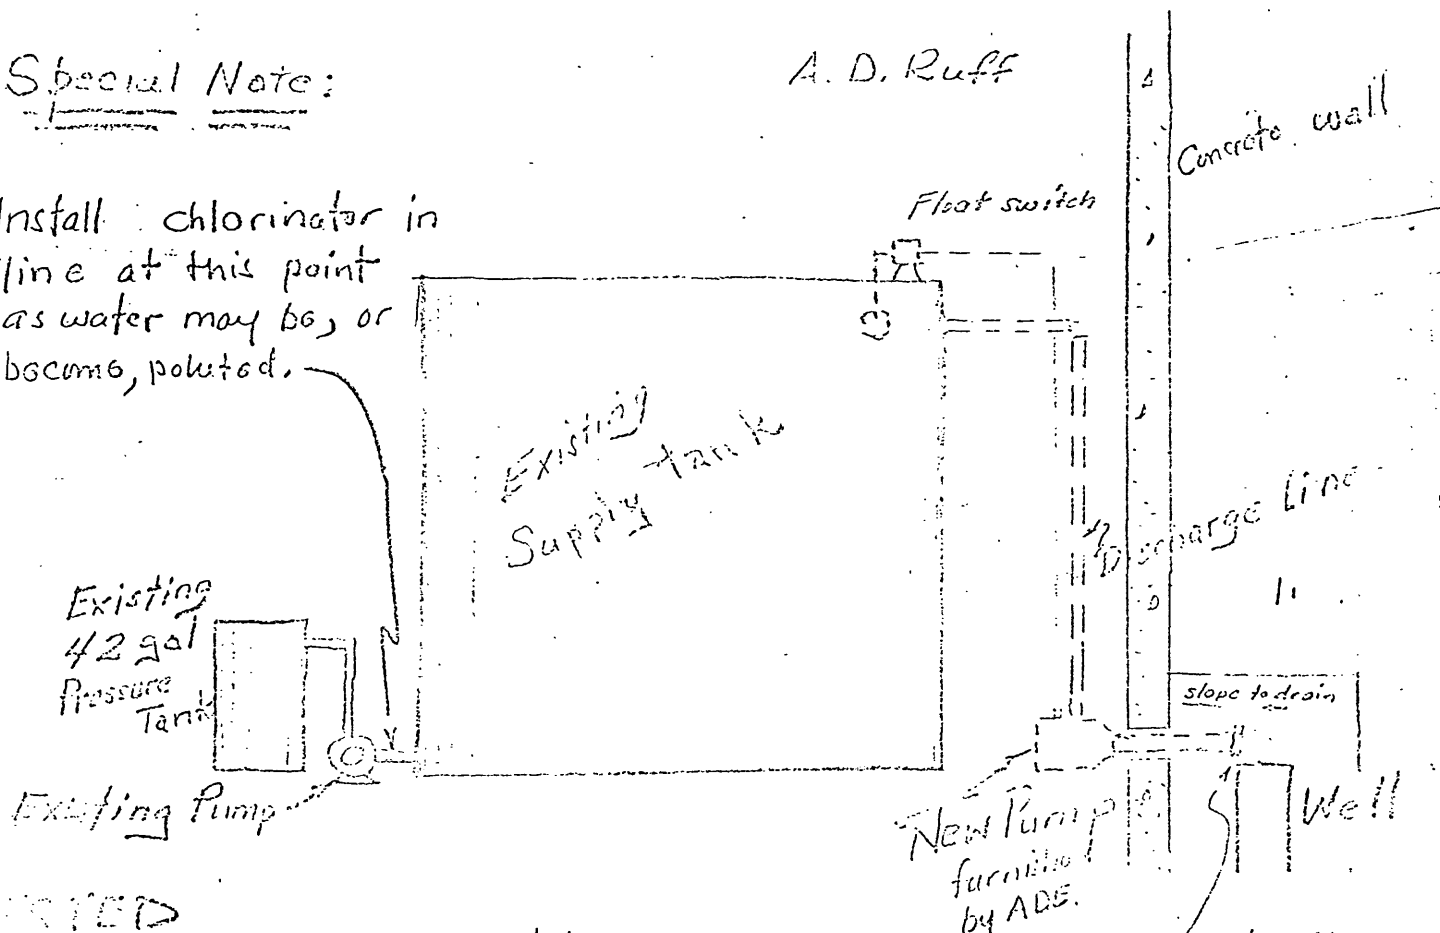 Special Note:
A. D. Ruff
Concrete wall
Float switch
Install chlorinator in
line at this point
as water may be, or
become, poluted.
Existing
Supply tank
Discharge Line
Existing
42 gal
Pressure
Tank
slope to drain
Existing Pump
New Pump
by ADE.
Well